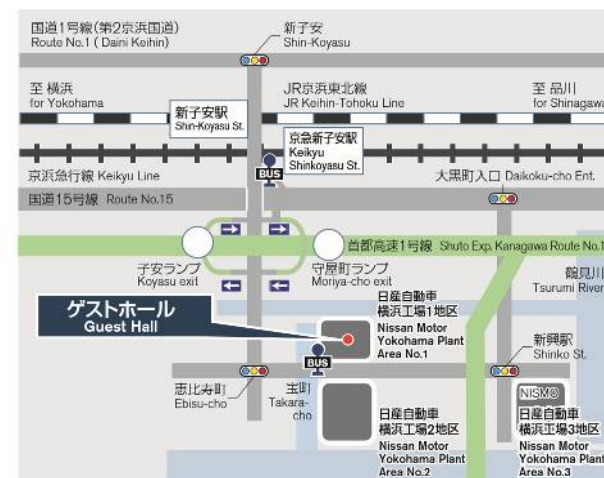 国道1号線(第2京浜国道)
Route No.1 ( Daini Keihin)
新子安
Shin-Koyasu
至 横浜
for Yokohama
JR京浜東北線
JR Keihin-Tohoku Line
至 品川
for Shinagawa
新子安駅
Shin-Koyasu St.
京急新子安駅
Keikyu
Shinkoyasu St.
BUS
京浜急行線 Keikyu Line
大黒町入口 Daikoku-cho Ent.
国道15号線 Route No.15
首都高速1号線 Shuto Exp. Kanagawa Route No.1
子安ランプ
Koyasu exit
守屋町ランプ
Moriya-cho exit
鶴見川
Tsurumi River
ゲストホール
Guest Hall
日産自動車
横浜工場1地区
Nissan Motor
Yokohama Plant
Area No.1
BUS
新興駅
Shinko St.
恵比寿町
Ebisu-cho
宝町
Takara-
cho
日産自動車
横浜工場2地区
Nissan Motor
Yokohama Plant
Area No.2
NISMO
日産自動車
横浜工場3地区
Nissan Motor
Yokohama Plant
Area No.3